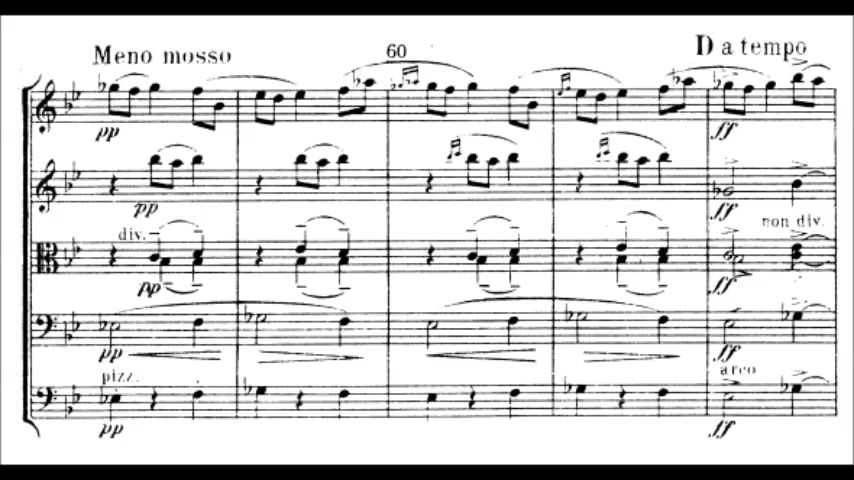 Meno mosso 60 D a tempo
pp ff
pp ff
non div.
div.
pp ff
pp ff
pizz. arco
pp ff